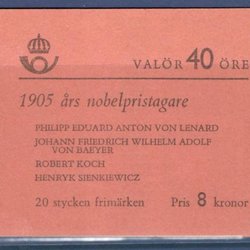 VALÖR 40 ÖRE
1905 års nobelpristagare
PHILIPP EDUARD ANTON VON LENARD
JOHANN FRIEDRICH WILHELM ADOLF
VON BAEYER
ROBERT KOCH
HENRYK SIENKIEWICZ
20 stycken frimärken Pris 8 kronor